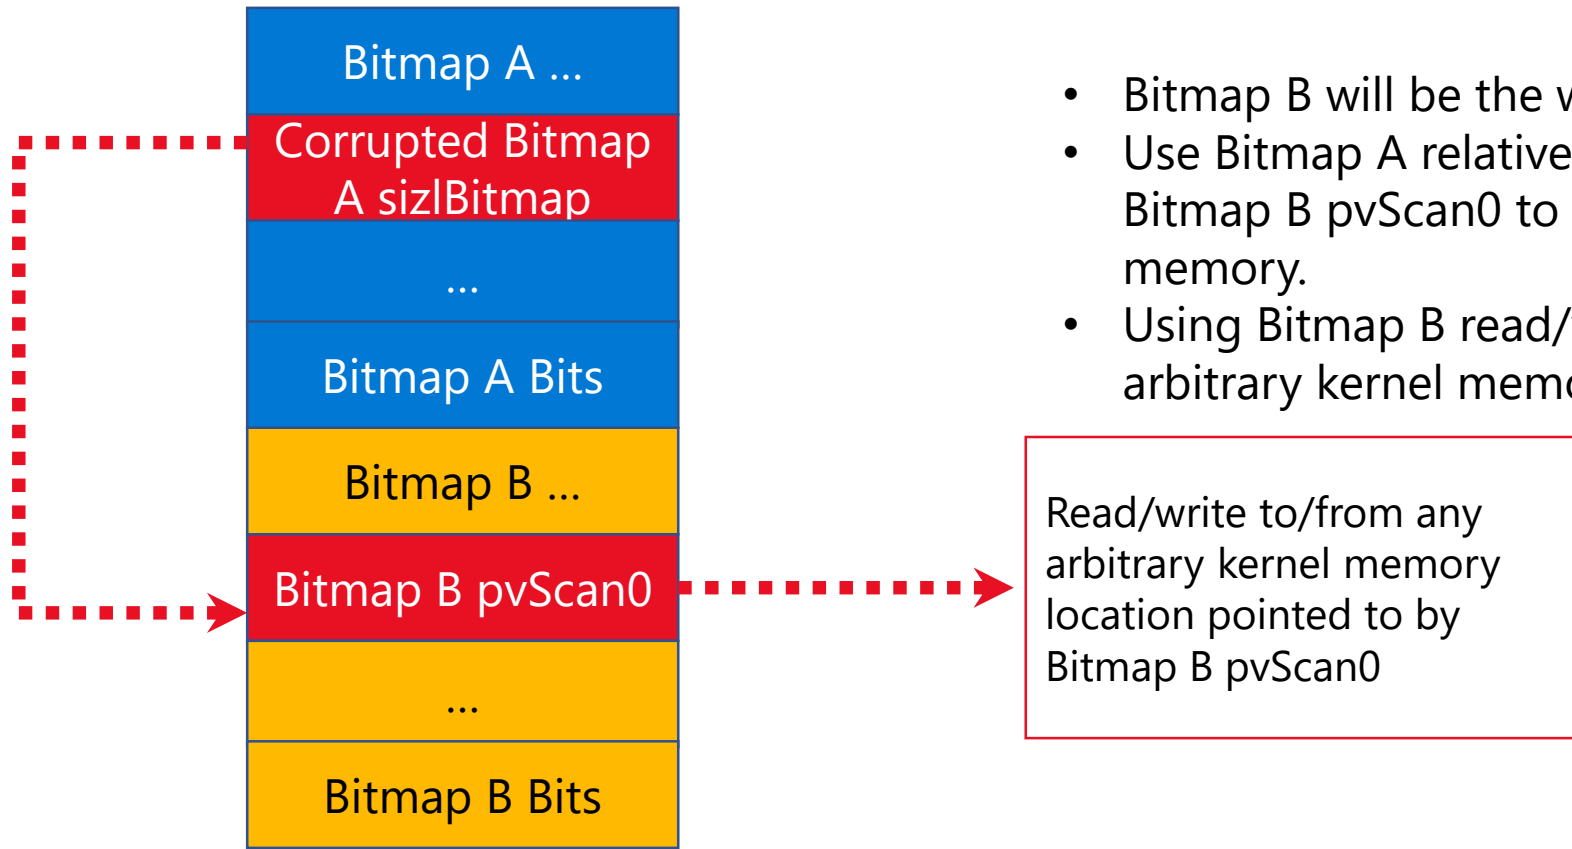 Bitmap A ...
Corrupted Bitmap
A sizlBitmap
...
Bitmap A Bits
Bitmap B ...
Bitmap B pvScan0
...
Bitmap B Bits
• Bitmap B will be the
• Use Bitmap A relative
Bitmap B pvScan0 to
memory.
• Using Bitmap B read/
arbitrary kernel
Read/write to/from any
arbitrary kernel memory
location pointed to by
Bitmap B pvScan0